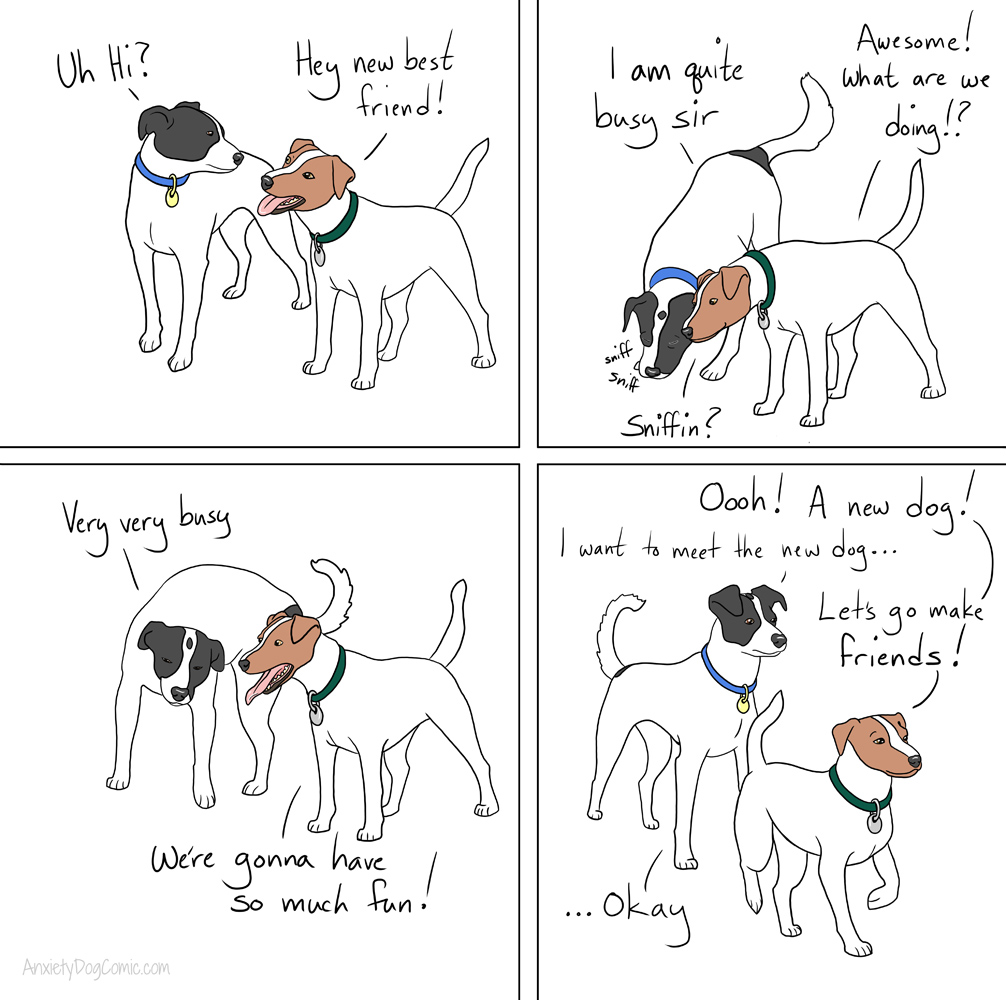 Uh Hi?
Hey new best
friend!
I am quite
busy sir
Awesome!
What are we
doing!?
sniff
sniff
Sniffin?
Very very busy
We're gonna have
so much fun!
Oooh! A new dog!
I want to meet the new dog...
Let's go make
friends!
... Okay
AnxietyDogComic.com